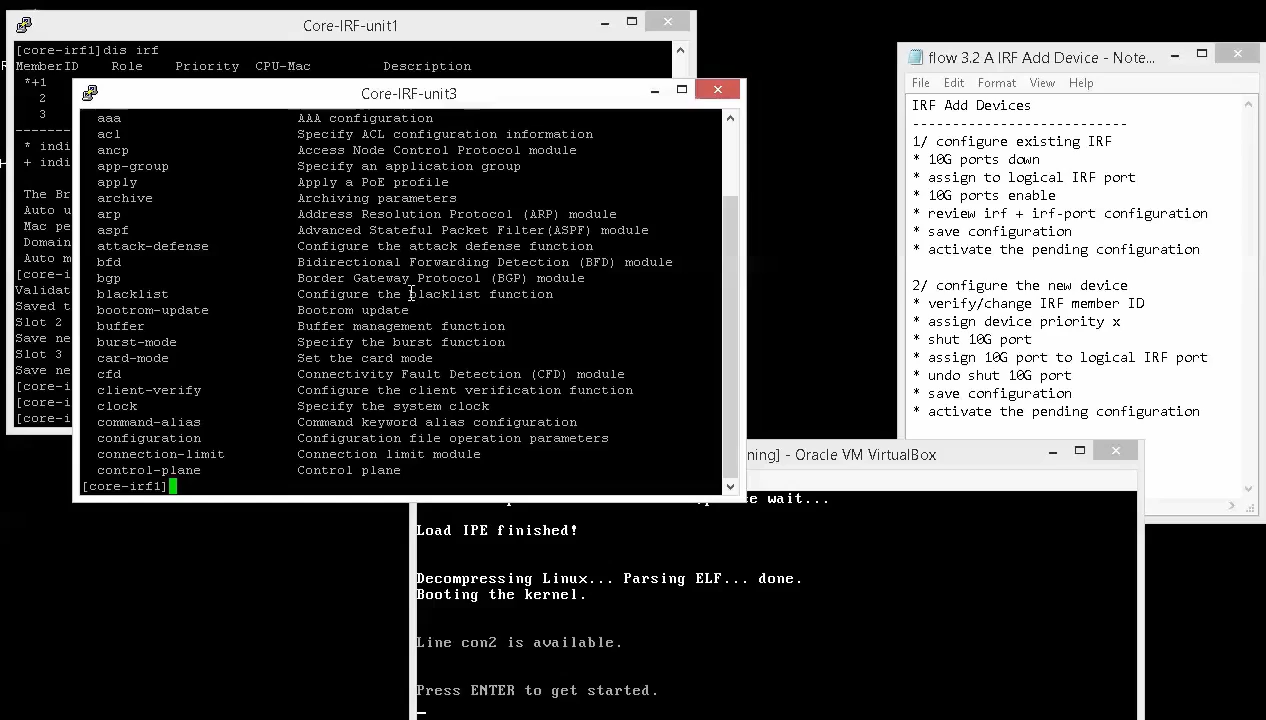 Core-IRF-unit1
[core-irf1]dis irf
MemberID Role Priority CPU-Mac Description
*+1
2
3
--------
* indi
+ indi
The Br
Auto u
Mac pe
Domain
Auto m
[core-i
Validat
Saved t
Slot 2
Save ne
Slot 3
Save ne
[core-i
[core-i
[core-i
Core-IRF-unit3
aaa AAA configuration
acl Specify ACL configuration information
ancp Access Node Control Protocol module
app-group Specify an application group
apply Apply a PoE profile
archive Archiving parameters
arp Address Resolution Protocol (ARP) module
aspf Advanced Stateful Packet Filter(ASPF) module
attack-defense Configure the attack defense function
bfd Bidirectional Forwarding Detection (BFD) module
bgp Border Gateway Protocol (BGP) module
blacklist Configure the blacklist function
bootrom-update Bootrom update
buffer Buffer management function
burst-mode Specify the burst function
card-mode Set the card mode
cfd Connectivity Fault Detection (CFD) module
client-verify Configure the client verification function
clock Specify the system clock
command-alias Command keyword alias configuration
configuration Configuration file operation parameters
connection-limit Connection limit module
control-plane Control plane
[core-irf1]
flow 3.2 A IRF Add Device - Note...
File Edit Format View Help
IRF Add Devices
---------------------------
1/ configure existing IRF
* 10G ports down
* assign to logical IRF port
* 10G ports enable
* review irf + irf-port configuration
* save configuration
* activate the pending configuration
2/ configure the new device
* verify/change IRF member ID
* assign device priority x
* shut 10G port
* assign 10G port to logical IRF port
* undo shut 10G port
* save configuration
* activate the pending configuration
ning] - Oracle VM VirtualBox
wait...
Load IPE finished!
Decompressing Linux... Parsing ELF... done.
Booting the kernel.
Line con2 is available.
Press ENTER to get started.